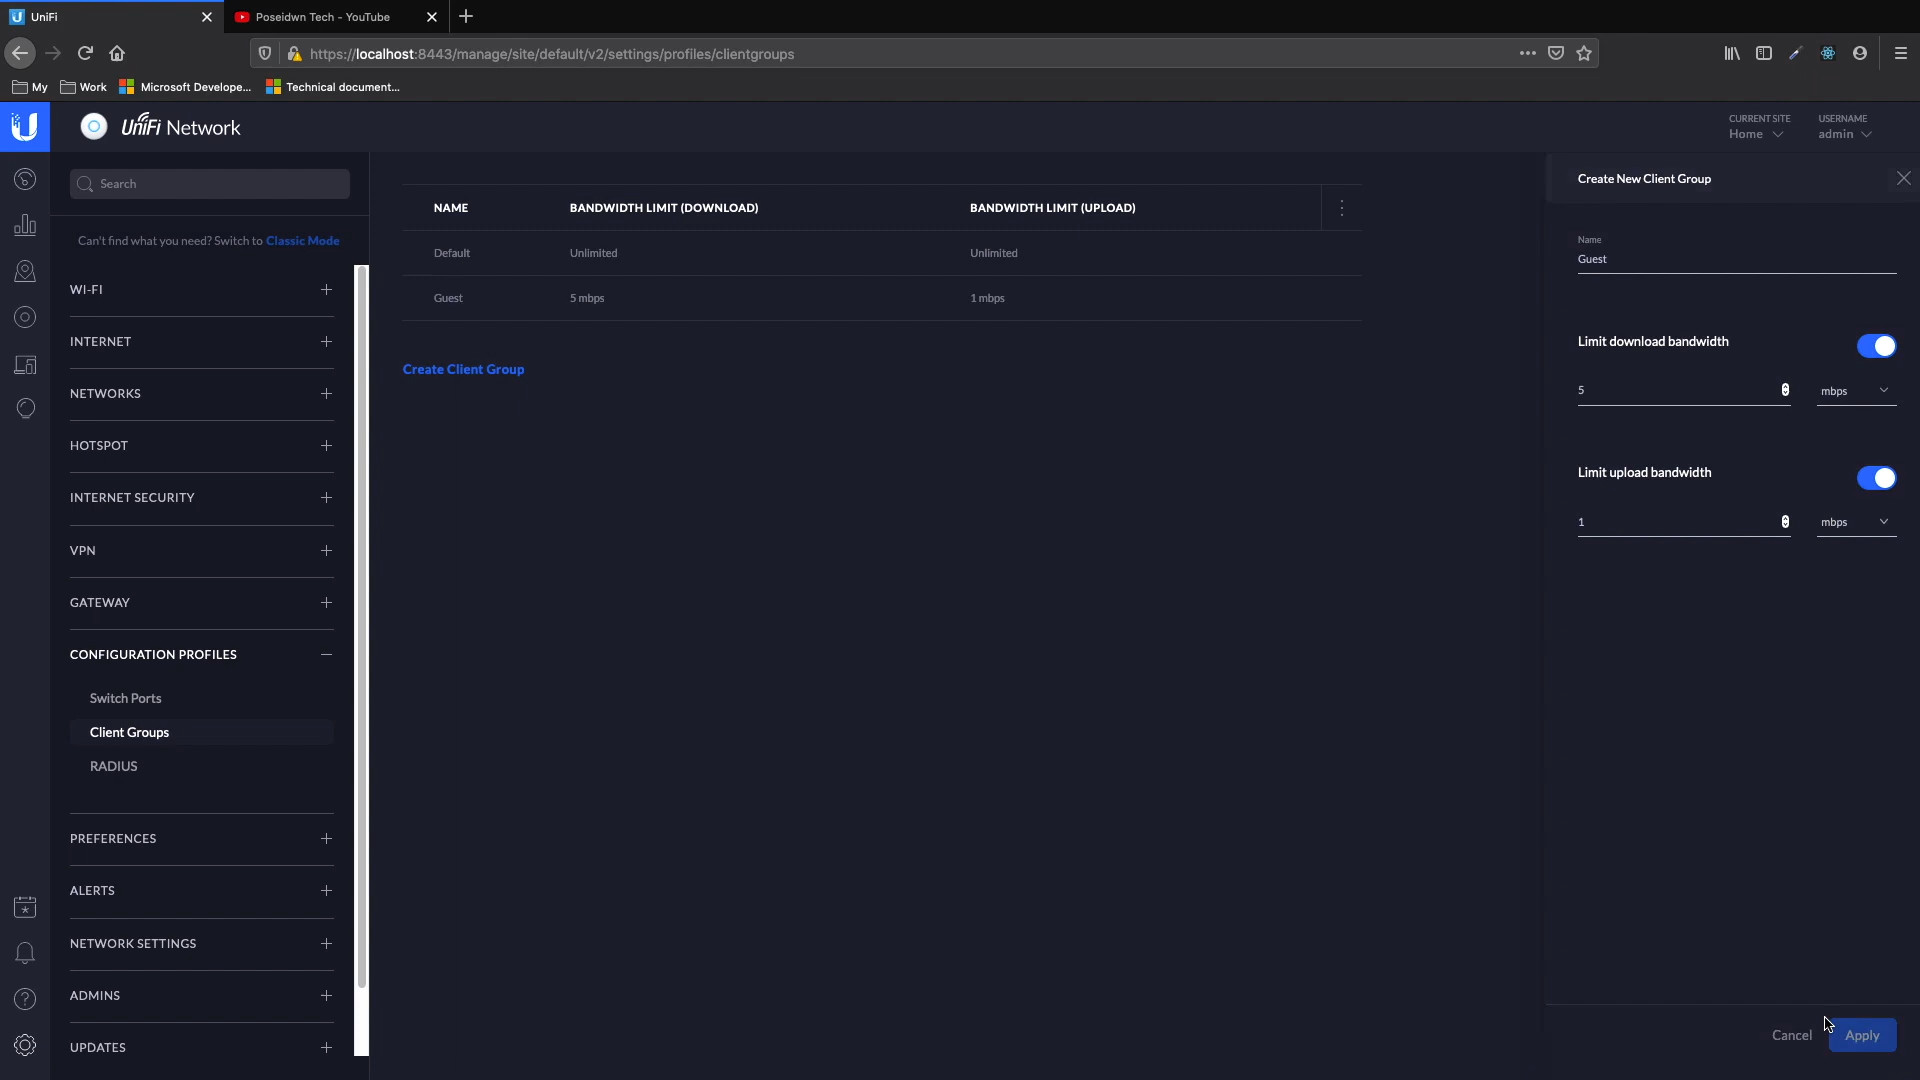 UniFi
Poseidwn Tech - YouTube
https://localhost:8443/manage/site/default/v2/settings/profiles/clientgroups
My
Work
Microsoft Develope...
Technical document...
UniFi Network
CURRENT SITE
Home
USERNAME
admin
Search
Can't find what you need? Switch to Classic Mode
WI-FI
INTERNET
NETWORKS
HOTSPOT
INTERNET SECURITY
VPN
GATEWAY
CONFIGURATION PROFILES
Switch Ports
Client Groups
RADIUS
PREFERENCES
ALERTS
NETWORK SETTINGS
ADMINS
UPDATES
NAME BANDWIDTH LIMIT (DOWNLOAD) BANDWIDTH LIMIT (UPLOAD)
Default Unlimited Unlimited
Guest 5 mbps 1 mbps
Create Client Group
Create New Client Group
Name
Guest
Limit download bandwidth
5 mbps
Limit upload bandwidth
1 mbps
Cancel Apply